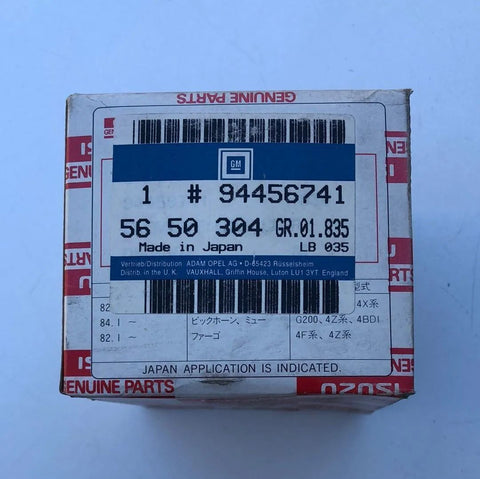 GENUINE PARTS
GM
1 # 94456741
56 50 304 GR.01.835
Made in Japan LB 035
Vertrieb/Distribution ADAM OPEL AG • D-65423 Rüsselsheim
Distrib. in the U.K. VAUXHALL, Griffin House, Luton LU1 3YT England
型式
82. 4X系
84.1 ~ ビックホーン、ミュー G200、4Z系、4BD1
82.1 ~ ファーゴ 4F系、4Z系
JAPAN APPLICATION IS INDICATED.
GENUINE PARTS ISUZU